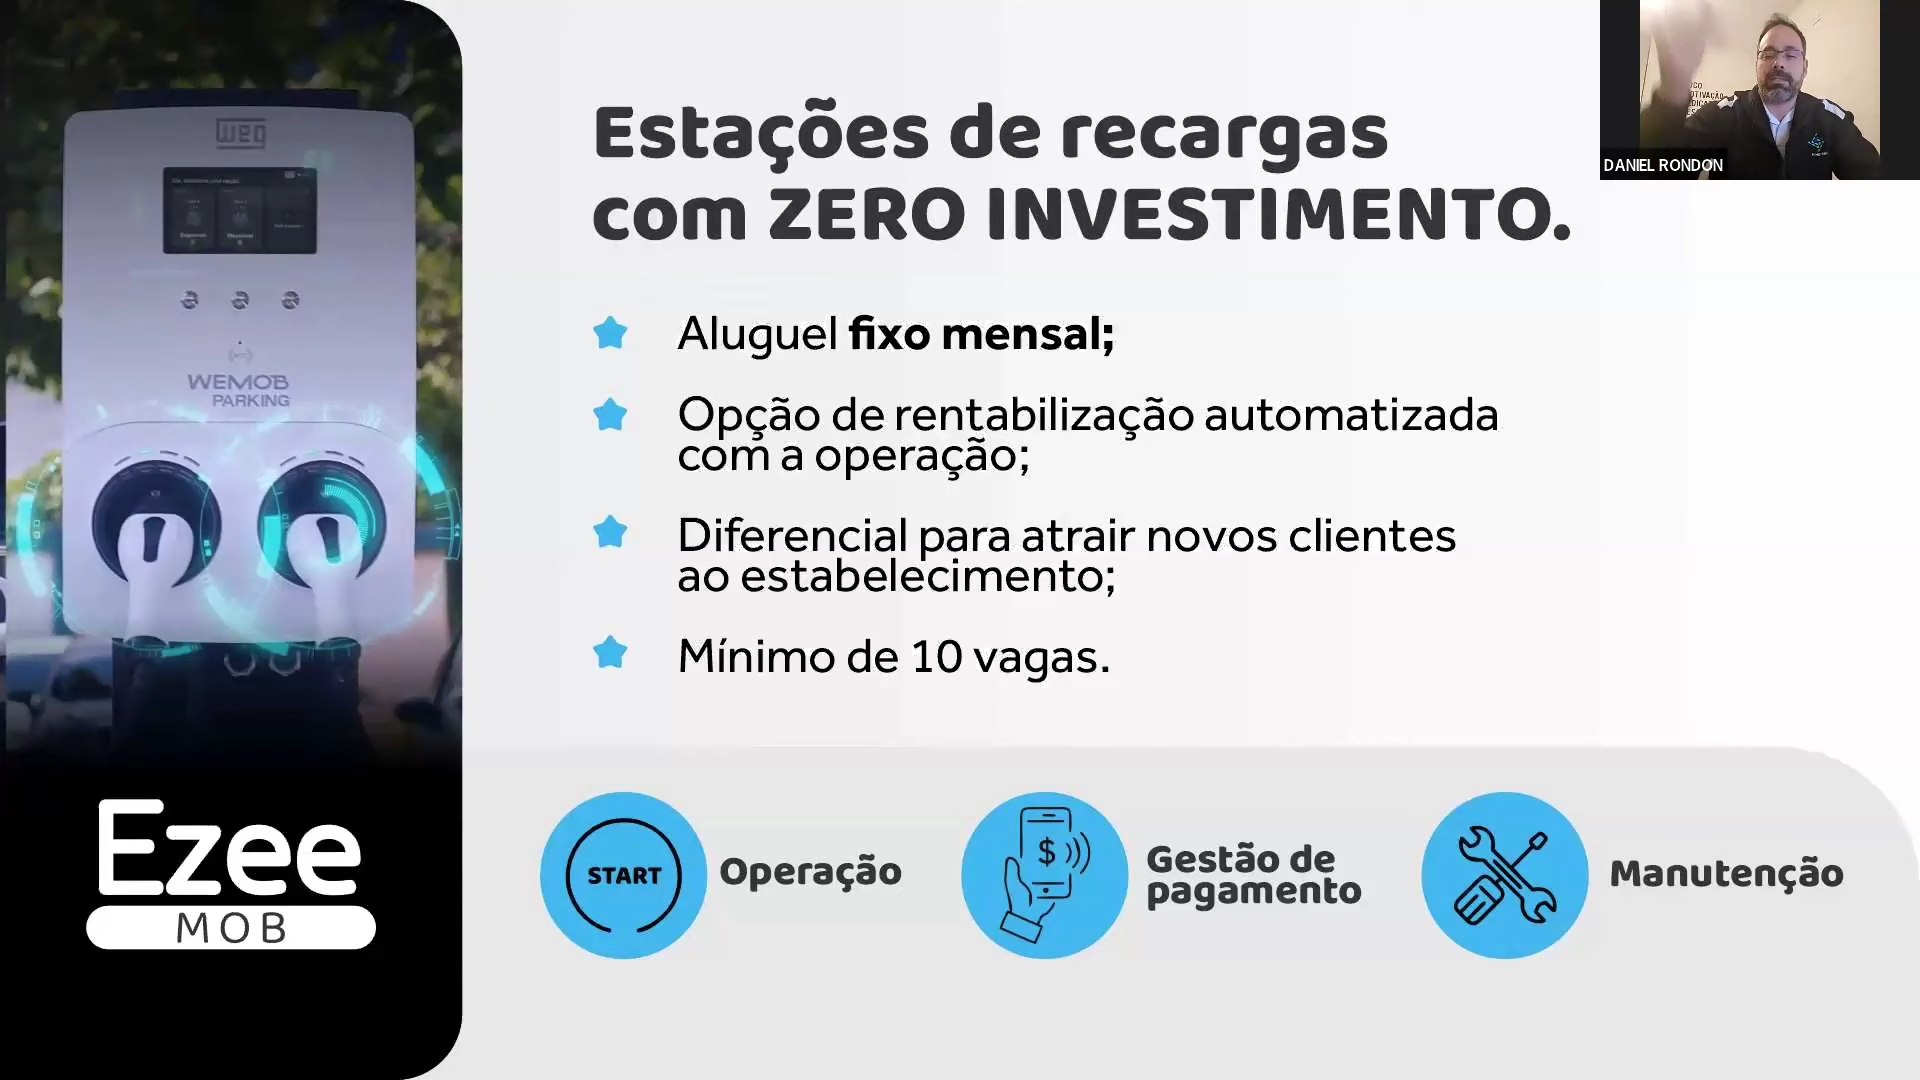 weg
WEMOB
PARKING
Ezee
MOB
Estações de recargas
com ZERO INVESTIMENTO.
Aluguel fixo mensal;
Opção de rentabilização automatizada
com a operação;
Diferencial para atrair novos clientes
ao estabelecimento;
Mínimo de 10 vagas.
START
Operação
$
Gestão de
pagamento
Manutenção
DANIEL RONDON